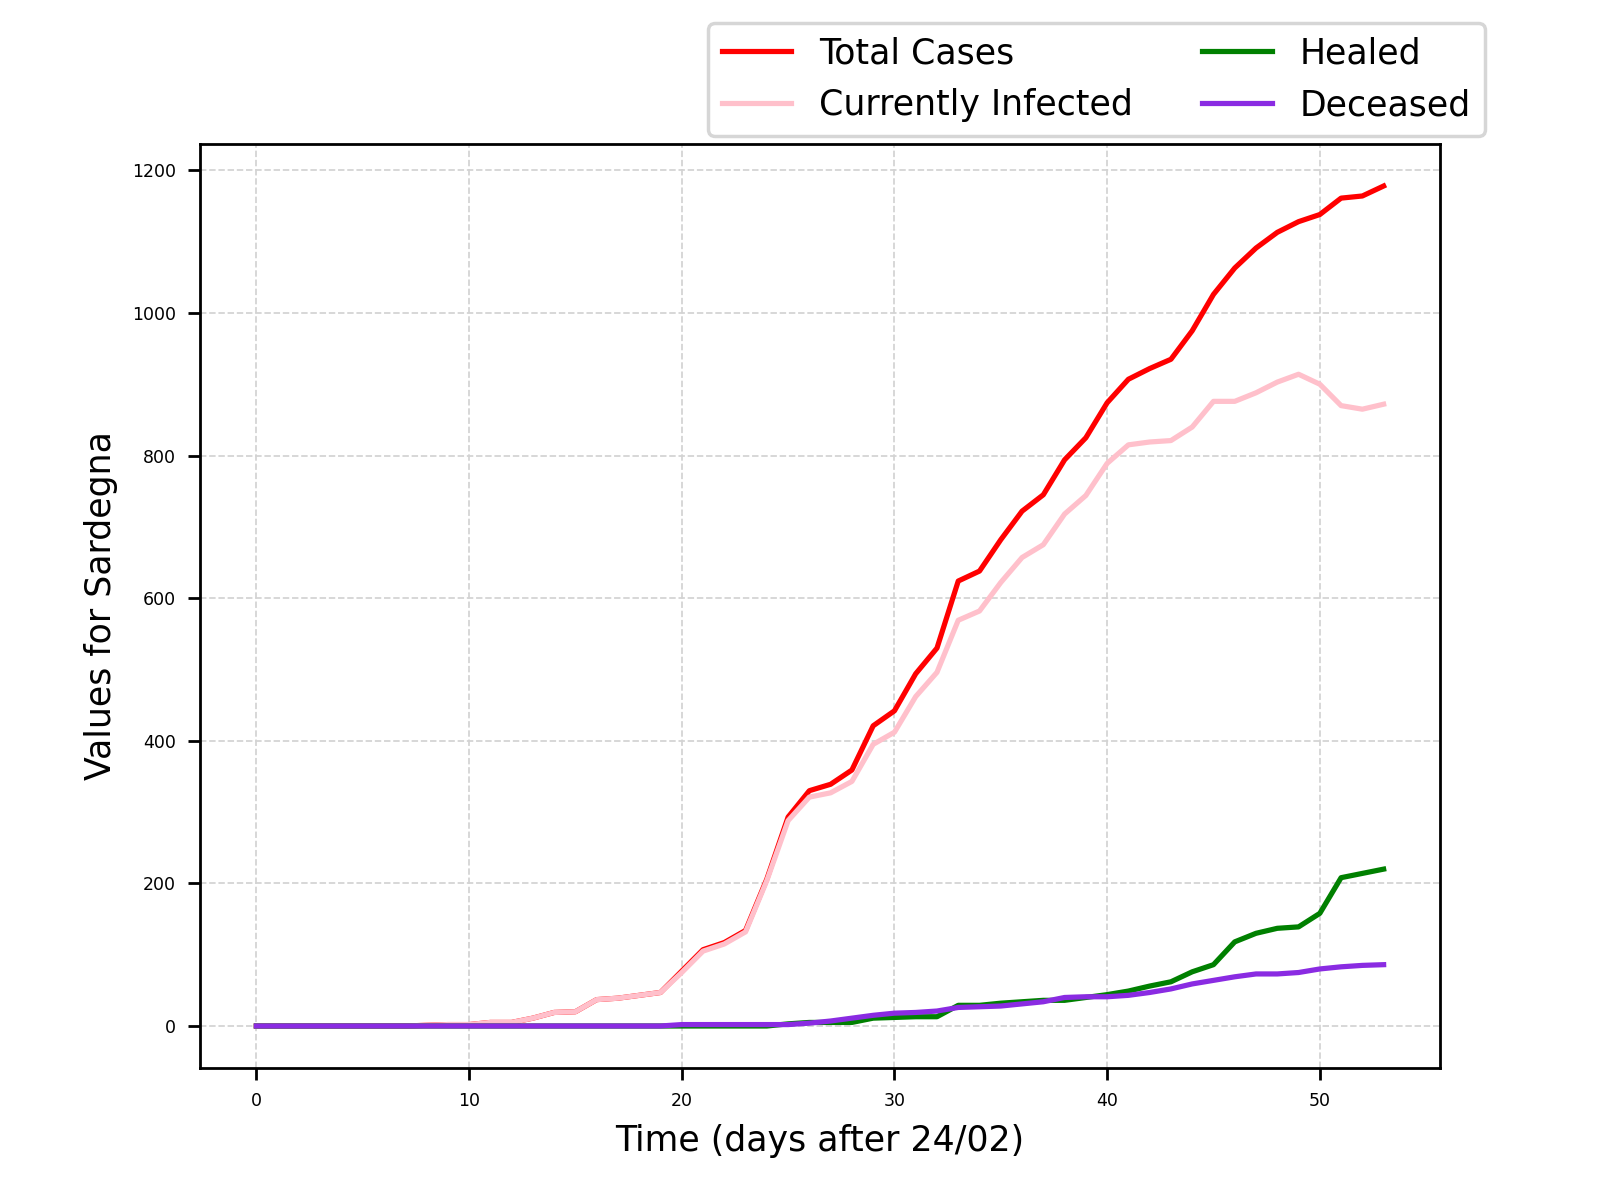 Total Cases
Currently Infected
Healed
Deceased
1200
1000
800
600
400
200
0
Values for Sardegna
0 10 20 30 40 50
Time (days after 24/02)